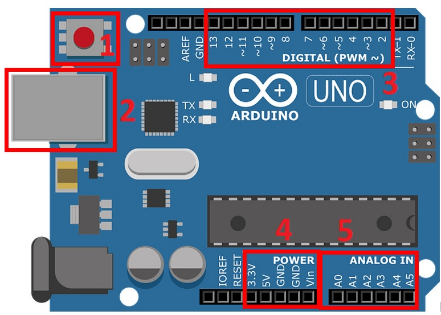 1
2
3
4
5
AREF
GND
13
12
~11
~10
~9
8
7
~6
~5
4
~3
2
TX-1
RX-0
DIGITAL (PWM ~)
L
TX
RX
ARDUINO
UNO
ON
POWER
ANALOG IN
IOREF
RESET
3.3V
5V
GND
GND
Vin
A0
A1
A2
A3
A4
A5